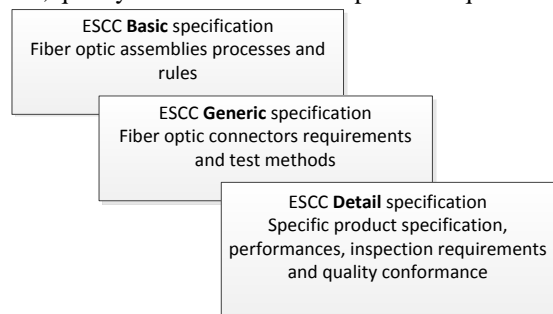 ESCC Basic specification
Fiber optic assemblies processes and
rules
ESCC Generic specification
Fiber optic connectors requirements
and test methods
ESCC Detail specification
Specific product specification,
performances, inspection requirements
and quality conformance